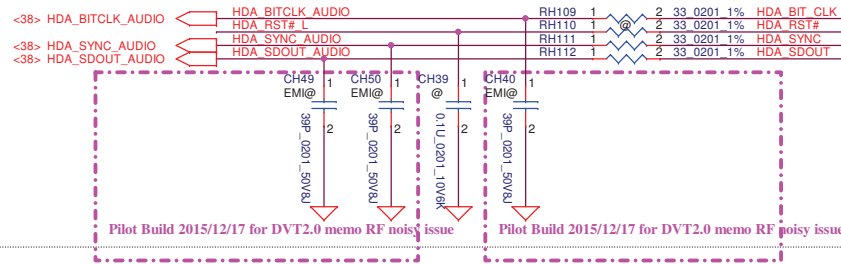 <38> HDA_BITCLK_AUDIO HDA_BITCLK_AUDIO RH109 1 2 33_0201_1% HDA_BIT_CLK
HDA_RST#_L RH110 1 @ 2 33_0201_1% HDA_RST#
<38> HDA_SYNC_AUDIO HDA_SYNC_AUDIO RH111 1 2 33_0201_1% HDA_SYNC
<38> HDA_SDOUT_AUDIO HDA_SDOUT_AUDIO RH112 1 2 33_0201_1% HDA_SDOUT
CH49 1 CH50 1 CH39 1 CH40 1
EMI@ EMI@ @ EMI@
2 2 2 2
39P_0201_50V8J 39P_0201_50V8J 0.1U_0201_10V6K 39P_0201_50V8J
Pilot Build 2015/12/17 for DVT2.0 memo RF noisy issue Pilot Build 2015/12/17 for DVT2.0 memo RF noisy issue